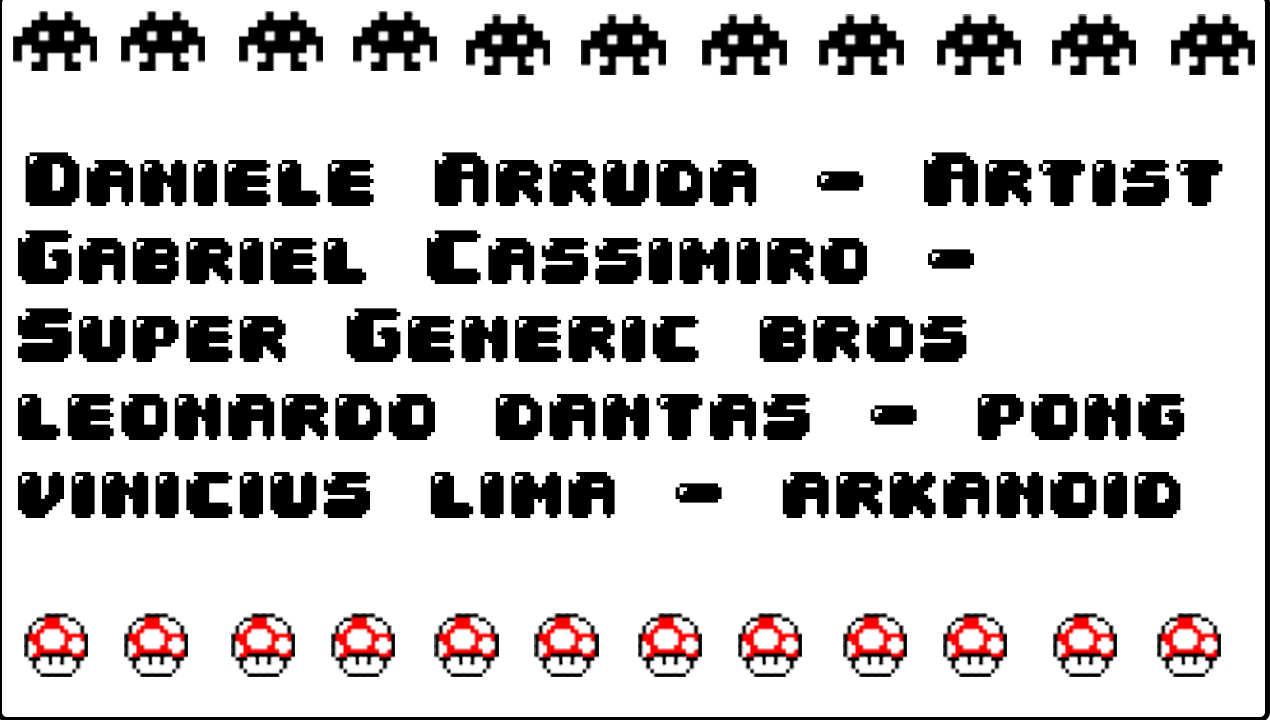 Daniele Arruda - Artist
Gabriel Cassimiro -
Super Generic bros
leonardo dantas - pong
vinicius lima - arkanoid